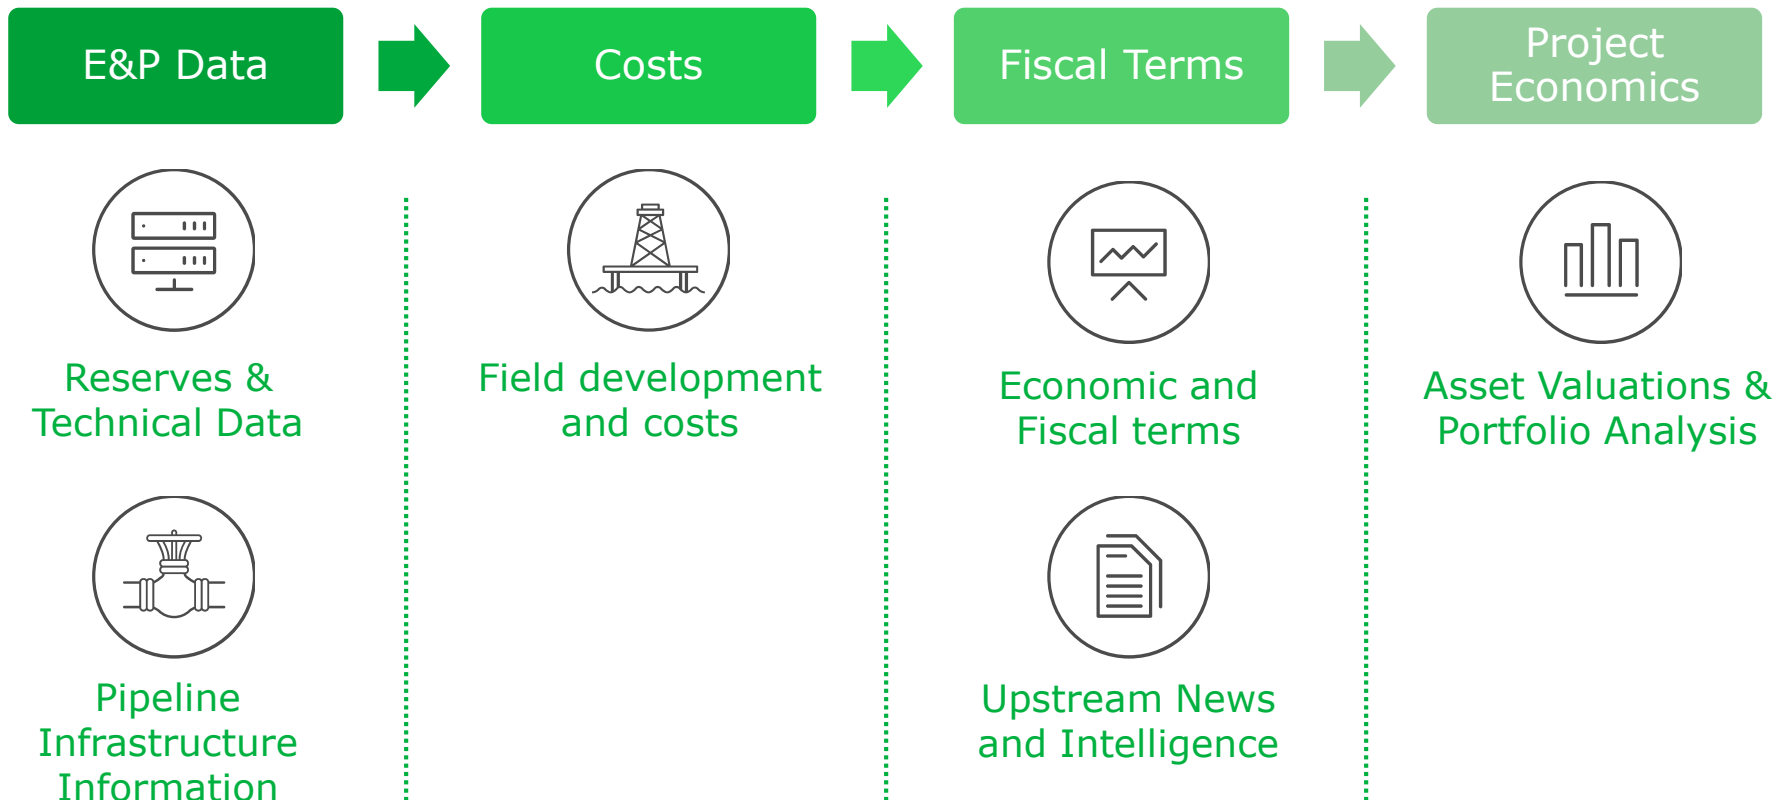 E&P Data
Costs
Fiscal Terms
Project
Economics
Reserves &
Technical Data
Field development
and costs
Economic and
Fiscal terms
Asset Valuations &
Portfolio Analysis
Pipeline
Infrastructure
Information
Upstream News
and Intelligence